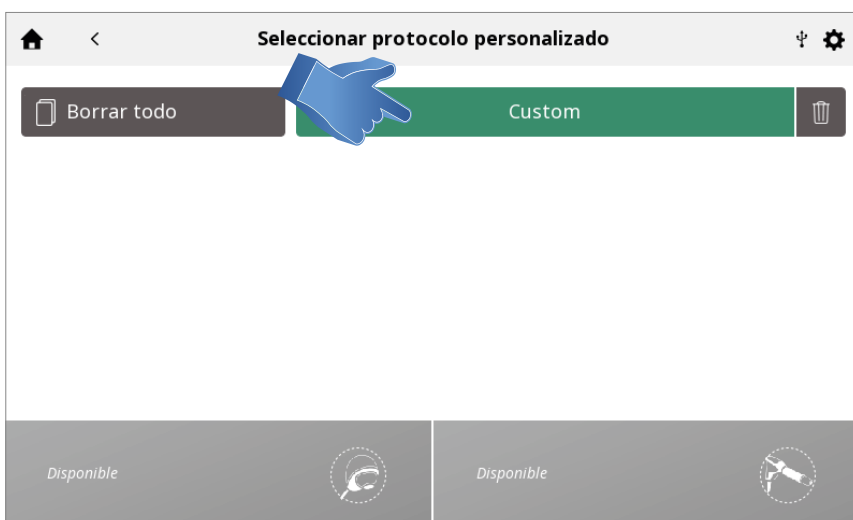 Seleccionar protocolo personalizado
Borrar todo
Custom
Disponible
Disponible